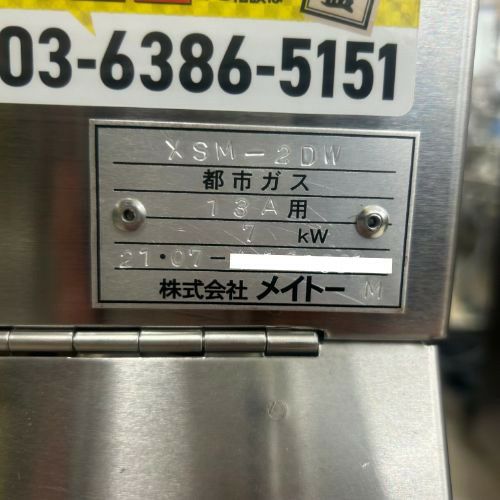 03-6386-5151
XSM-2DW
都市ガス
13A用
7 kW
21・07-
株式会社 メイトー M